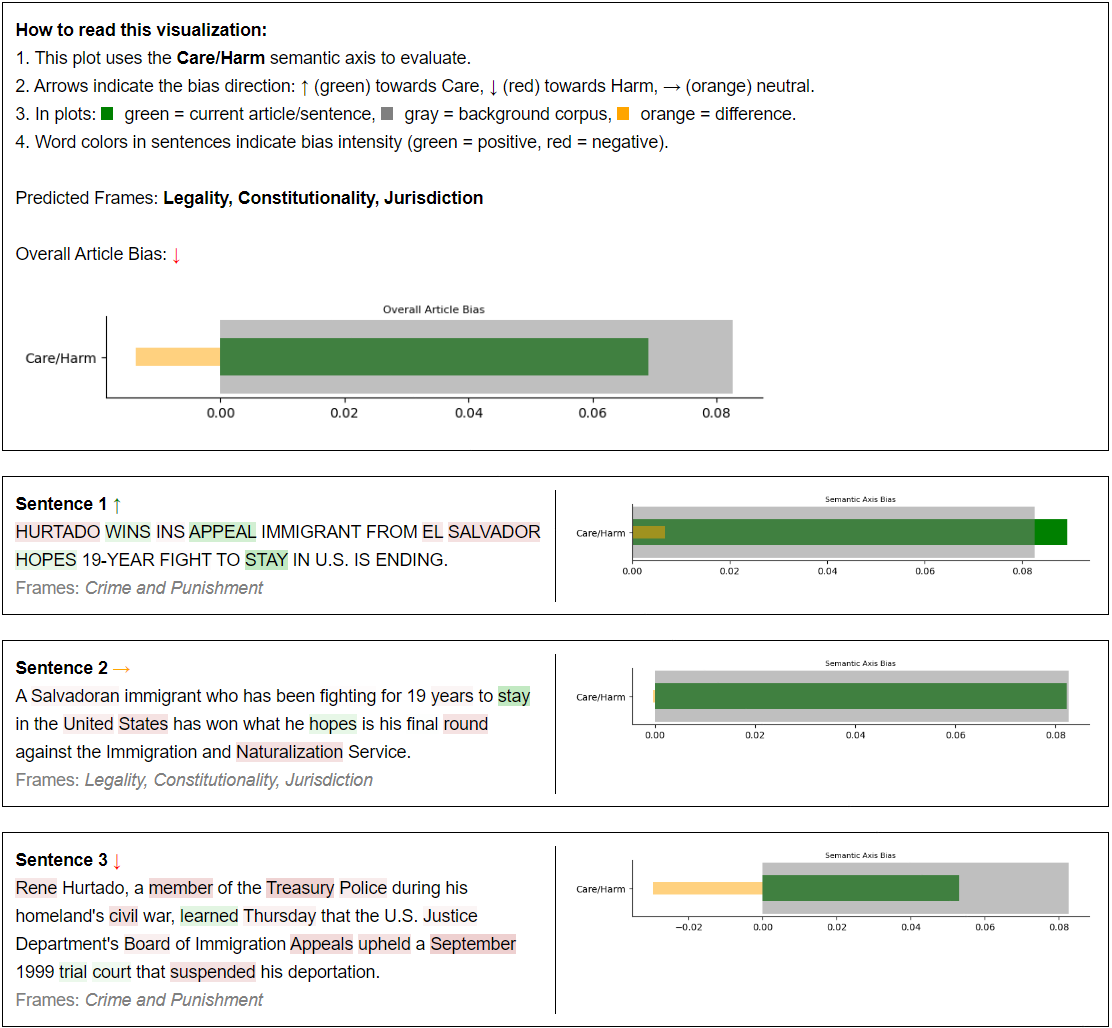 How to read this visualization:
1. This plot uses the Care/Harm semantic axis to evaluate.
2. Arrows indicate the bias direction: ↑ (green) towards Care, ↓ (red) towards Harm, → (orange) neutral.
3. In plots: green = current article/sentence, gray = background corpus, orange = difference.
4. Word colors in sentences indicate bias intensity (green = positive, red = negative).
Predicted Frames: Legality, Constitutionality, Jurisdiction
Overall Article Bias: ↓
Overall Article Bias
Care/Harm
0.00 0.02 0.04 0.06 0.08
Sentence 1 ↑
HURTADO WINS INS APPEAL IMMIGRANT FROM EL SALVADOR
HOPES 19-YEAR FIGHT TO STAY IN U.S. IS ENDING.
Frames: Crime and Punishment
Semantic Axis Bias
Care/Harm
0.00 0.02 0.04 0.06 0.08
Sentence 2 →
A Salvadoran immigrant who has been fighting for 19 years to stay
in the United States has won what he hopes is his final round
against the Immigration and Naturalization Service.
Frames: Legality, Constitutionality, Jurisdiction
Semantic Axis Bias
Care/Harm
0.00 0.02 0.04 0.06 0.08
Sentence 3 ↓
Rene Hurtado, a member of the Treasury Police during his
homeland's civil war, learned Thursday that the U.S. Justice
Department's Board of Immigration Appeals upheld a September
1999 trial court that suspended his deportation.
Frames: Crime and Punishment
Semantic Axis Bias
Care/Harm
−0.02 0.00 0.02 0.04 0.06 0.08